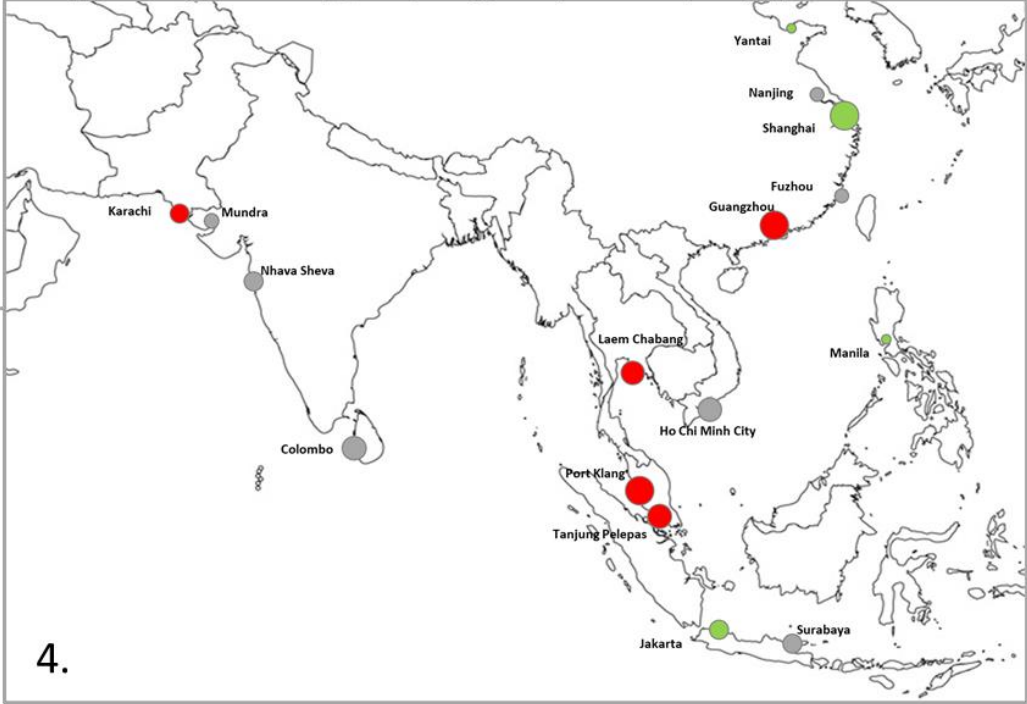 Yantai
Nanjing
Shanghai
Fuzhou
Guangzhou
Karachi
Mundra
Nhava Sheva
Laem Chabang
Manila
Ho Chi Minh City
Colombo
Port Klang
Tanjung Pelepas
Surabaya
Jakarta
4.